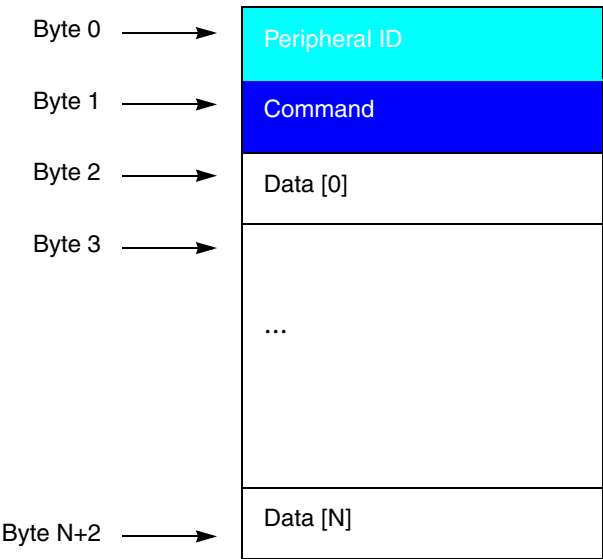 Byte 0
Peripheral ID
Byte 1
Command
Byte 2
Data [0]
Byte 3
...
Byte N+2
Data [N]